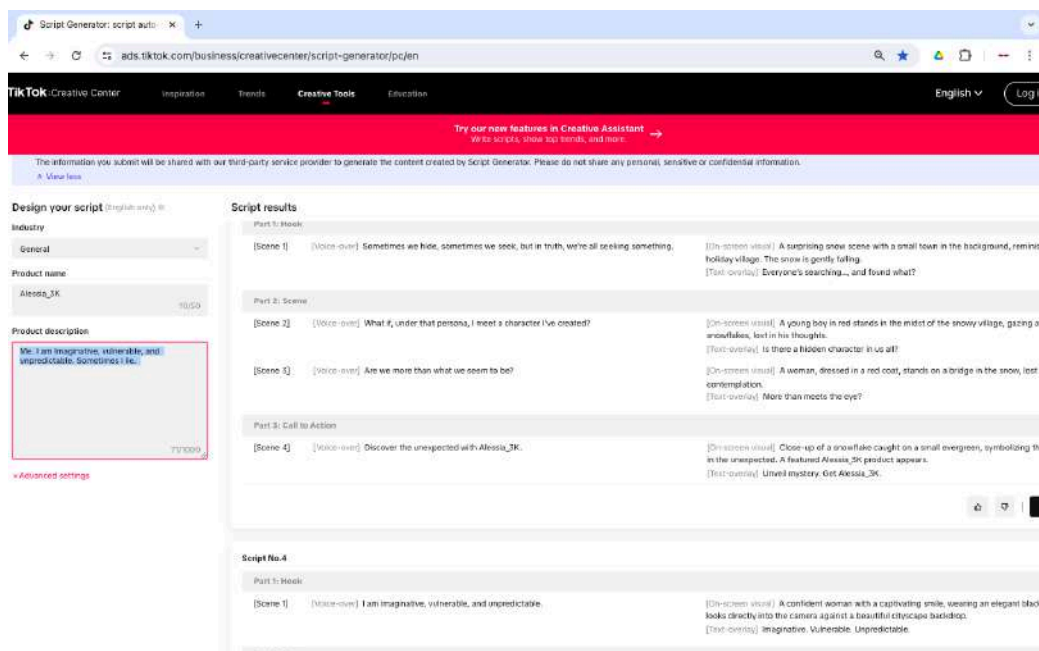 Script Generator: script auto
ads.tiktok.com/business/creativecenter/script-generator/pc/en
TikTok: Creative Center
Inspiration
Trends
Creative Tools
Education
English
Log i
Try our new features in Creative Assistant
Write scripts, show top trends, and more.
The information you submit will be shared with our third-party service provider to generate the content created by Script Generator. Please do not share any personal, sensitive or confidential information.
View less
Design your script (English only)
Industry
General
Product name
Alessia_3K
10/50
Product description
Me. I am imaginative, vulnerable, and
unpredictable. Sometimes I lie.
71/1000
Advanced settings
Script results
Part 1: Hook
[Scene 1]
[Voice-over] Sometimes we hide, sometimes we seek, but in truth, we're all seeking something.
[On-screen visual] A surprising snow scene with a small town in the background, reminis
holiday village. The snow is gently falling.
[Text-overlay] Everyone's searching..., and found what?
Part 2: Scene
[Scene 2]
[Voice-over] What if, under that persona, I meet a character I've created?
[On-screen visual] A young boy in red stands in the midst of the snowy village, gazing a
snowflakes, lost in his thoughts.
[Text-overlay] Is there a hidden character in us all?
[Scene 3]
[Voice-over] Are we more than what we seem to be?
[On-screen visual] A woman, dressed in a red coat, stands on a bridge in the snow, lost
contemplation.
[Text-overlay] More than meets the eye?
Part 3: Call to Action
[Scene 4]
[Voice-over] Discover the unexpected with Alessia_3K.
[On-screen visual] Close-up of a snowflake caught on a small evergreen, symbolizing th
in the unexpected. A featured Alessia_3K product appears.
[Text-overlay] Unveil mystery. Get Alessia_3K.
Script No.4
Part 1: Hook
[Scene 1]
[Voice-over] I am imaginative, vulnerable, and unpredictable.
[On-screen visual] A confident woman with a captivating smile, wearing an elegant blac
looks directly into the camera against a beautiful cityscape backdrop.
[Text-overlay] Imaginative. Vulnerable. Unpredictable.